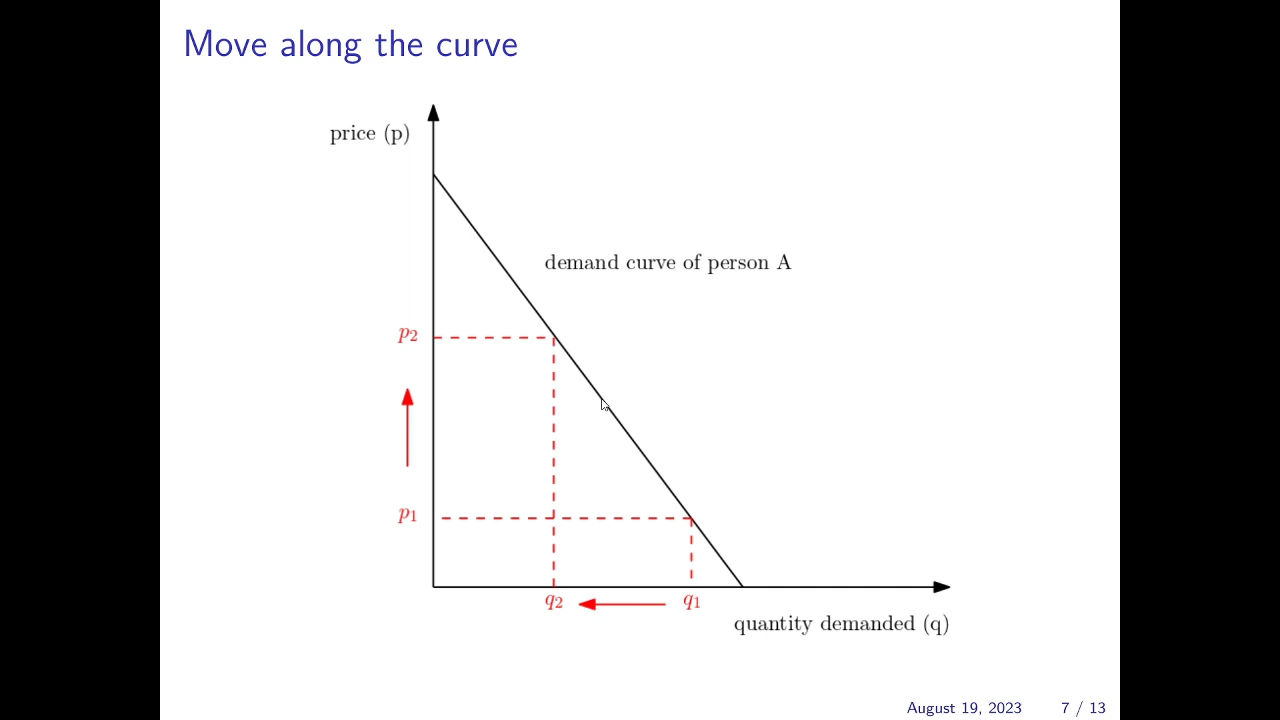 Move along the curve
price (p)
demand curve of person A
p₂
p₁
q₂
q₁
quantity demanded (q)
August 19, 2023 7 / 13